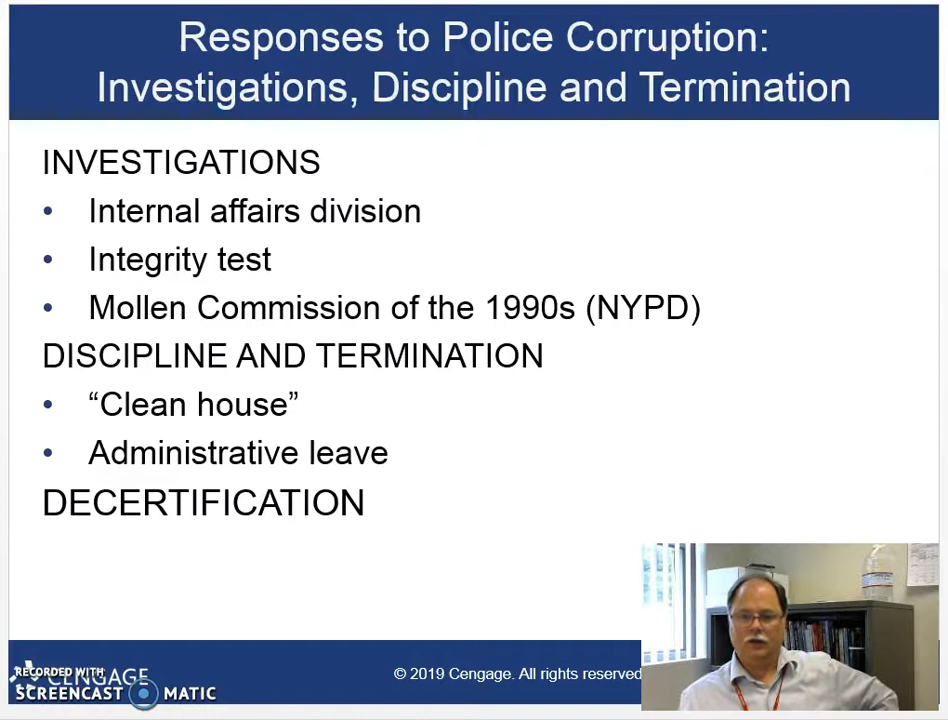 Responses to Police Corruption:
Investigations, Discipline and Termination
INVESTIGATIONS
• Internal affairs division
• Integrity test
• Mollen Commission of the 1990s (NYPD)
DISCIPLINE AND TERMINATION
• “Clean house”
• Administrative leave
DECERTIFICATION
© 2019 Cengage. All rights reserved
CENGAGE
RECORDED WITH
SCREENCAST MATIC